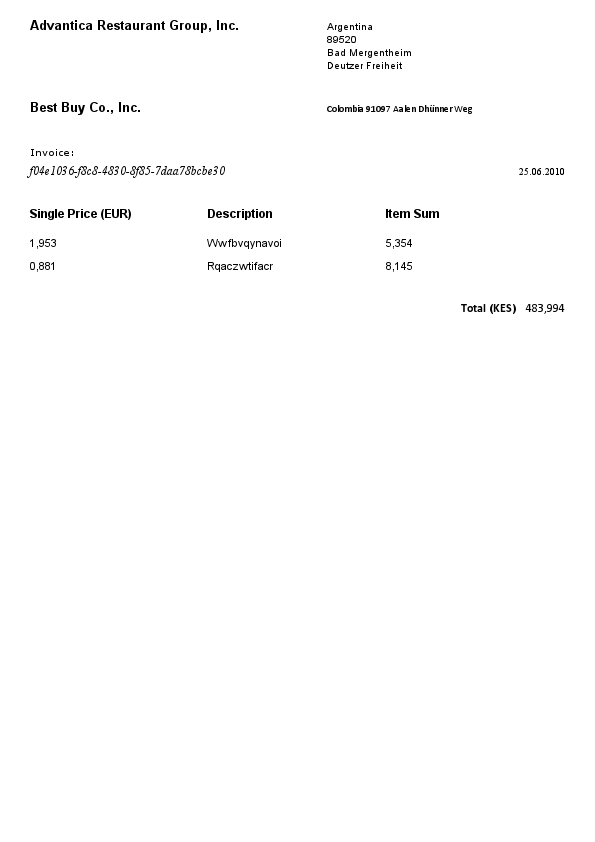 Advantica Restaurant Group, Inc.
Argentina
89520
Bad Mergentheim
Deutzer Freiheit
Best Buy Co., Inc.
Colombia 91097 Aalen Dhünner Weg
Invoice:
f04e1036-f8c8-4830-8f85-7daa78bcbe30
25.06.2010
Single Price (EUR) Description Item Sum
1,953 Wwfbvqynavoi 5,354
0,881 Rqaczwtifacr 8,145
Total (KES) 483,994